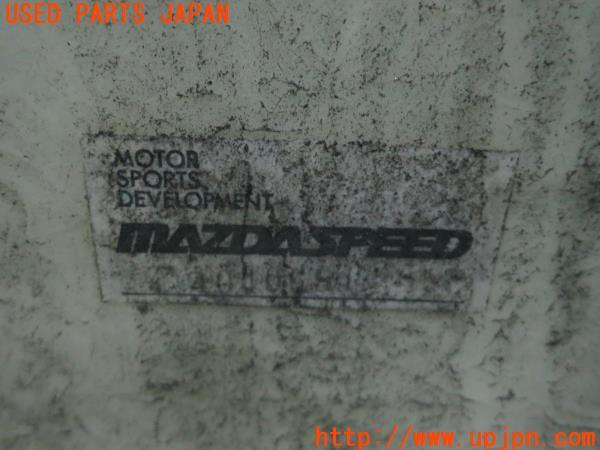 USED PARTS JAPAN
MOTOR
SPORTS
DEVELOPMENT
MAZDASPEED
http://www.upjpn.com/